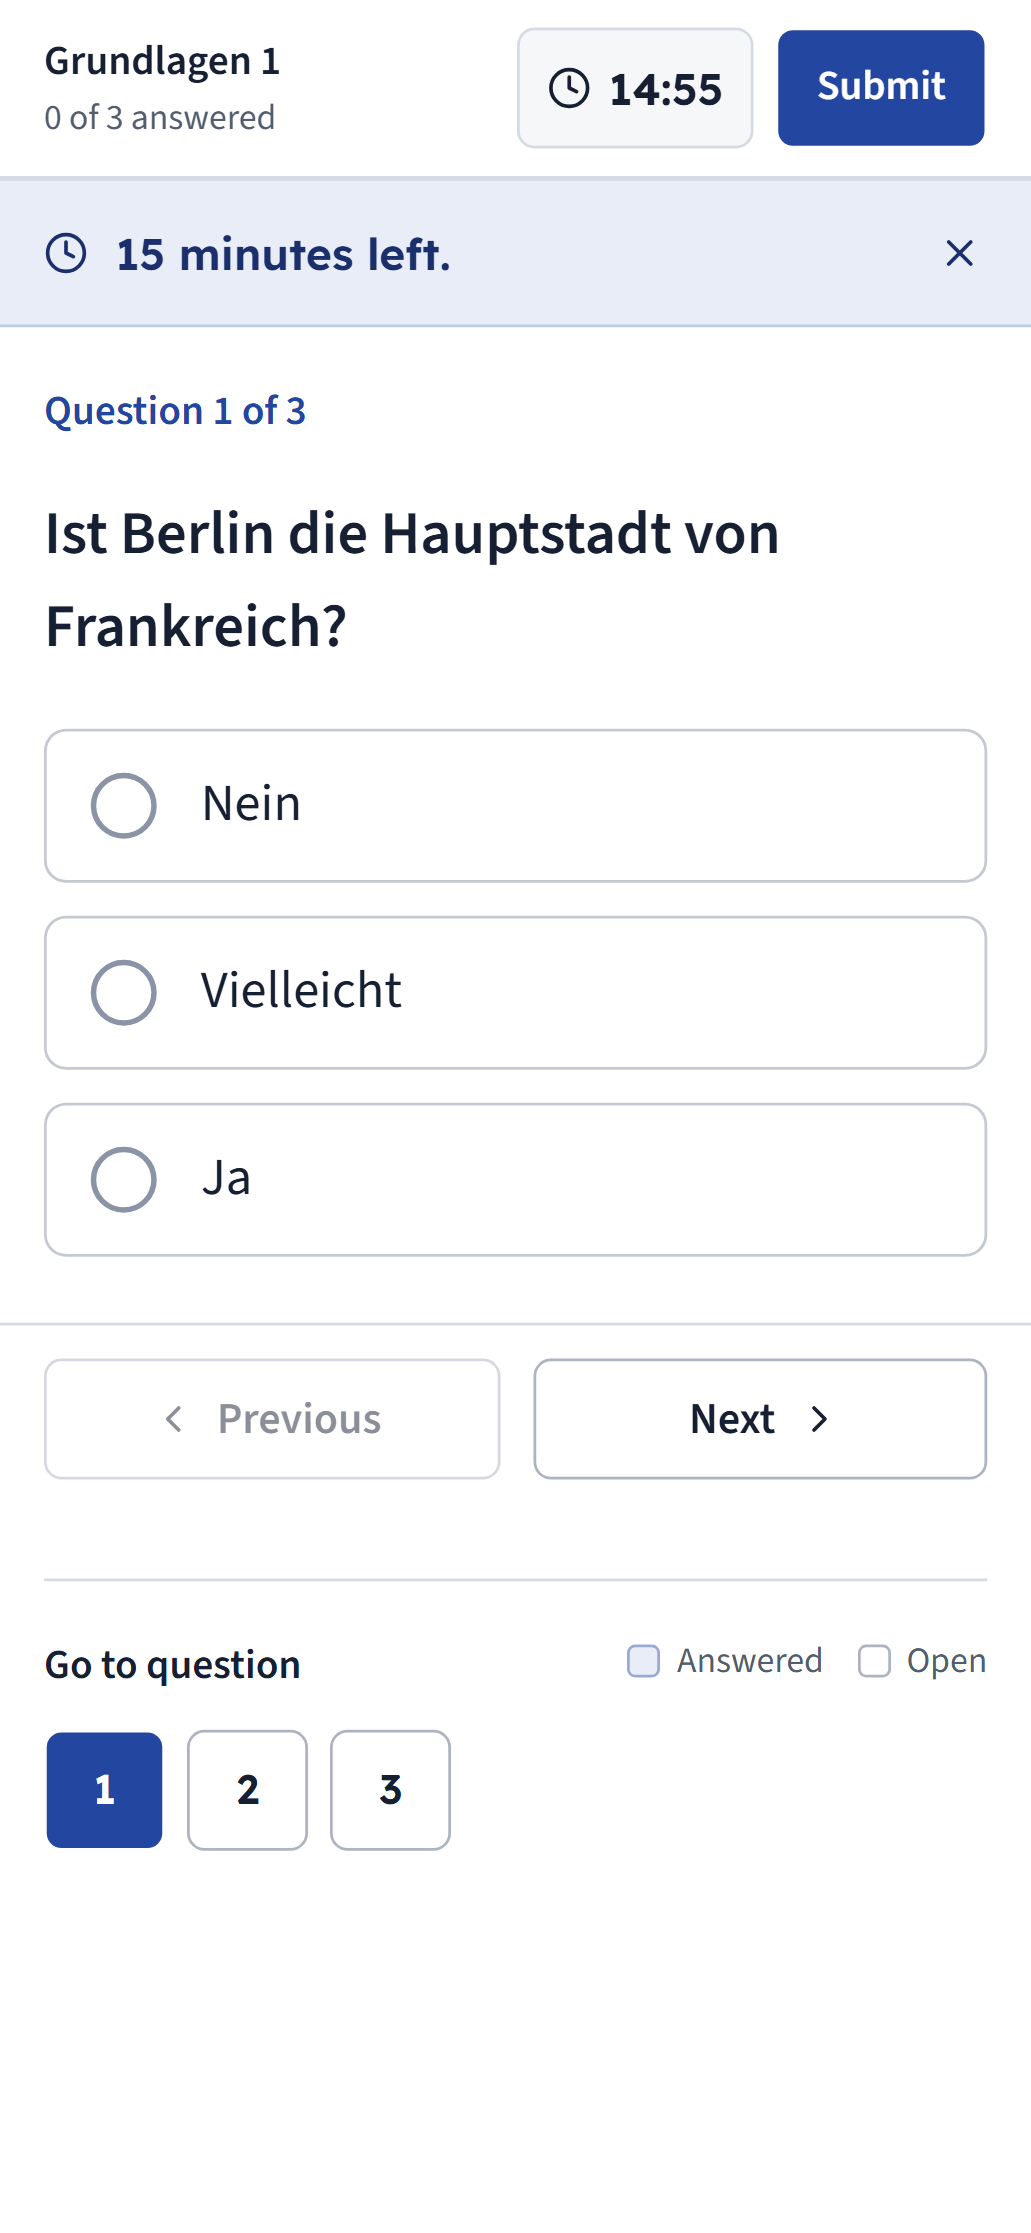 Grundlagen 1
0 of 3 answered
14:55
Submit
15 minutes left.
Question 1 of 3
Ist Berlin die Hauptstadt von
Frankreich?
Nein
Vielleicht
Ja
Previous
Next
Go to question
Answered
Open
1
2
3